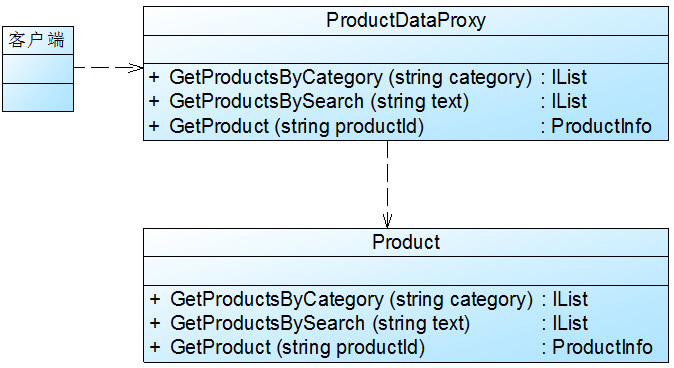 客户端
ProductDataProxy
+ GetProductsByCategory (string category) : IList
+ GetProductsBySearch (string text) : IList
+ GetProduct (string productId) : ProductInfo
Product
+ GetProductsByCategory (string category) : IList
+ GetProductsBySearch (string text) : IList
+ GetProduct (string productId) : ProductInfo